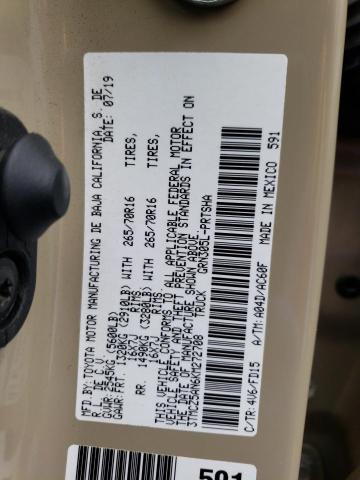 MFD. BY:
TOYOTA MOTOR MANUFACTURING DE BAJA CALIFORNIA S. DE
R.L. DE C.V. DATE: 07/19
GVWR: 2545KG (5600LB)
GAWR: FRT. 1320KG (2910LB) WITH 265/70R16 TIRES,
16X7J RIMS
RR. 1490KG (3280LB) WITH 265/70R16 TIRES,
16X7J RIMS
THIS VEHICLE CONFORMS TO ALL APPLICABLE FEDERAL MOTOR
VEHICLE SAFETY AND THEFT PREVENTION STANDARDS IN EFFECT ON
THE DATE OF MANUFACTURE SHOWN ABOVE.
3TMCZ5AN6KM272708 TRUCK GRN305L-PRTSHA
C/TR: 4V6/FB15 A/TM: A04D/AC60F MADE IN MEXICO 591
501